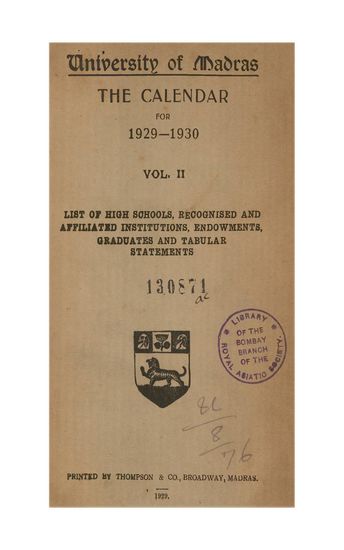 University of Madras
THE CALENDAR
FOR
1929—1930
VOL. II
LIST OF HIGH SCHOOLS, RECOGNISED AND
AFFILIATED INSTITUTIONS, ENDOWMENTS,
GRADUATES AND TABULAR
STATEMENTS
130871
LIBRARY
OF THE
BOMBAY
BRANCH
OF THE
ROYAL ASIATIC SOCIETY.
8
76
PRINTED BY THOMPSON & CO., BROADWAY, MADRAS.
1929.